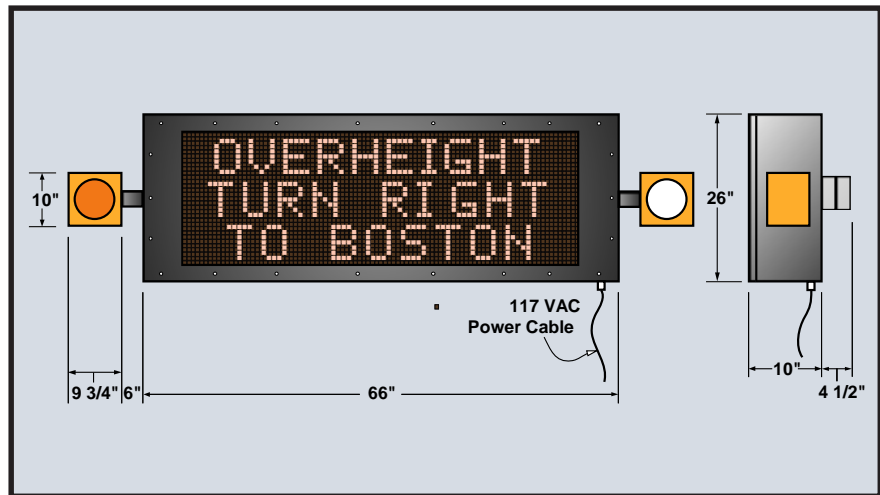 OVERHEIGHT
TURN RIGHT
TO BOSTON
10"
26"
117 VAC
Power Cable
9 3/4"
6"
66"
10"
4 1/2"